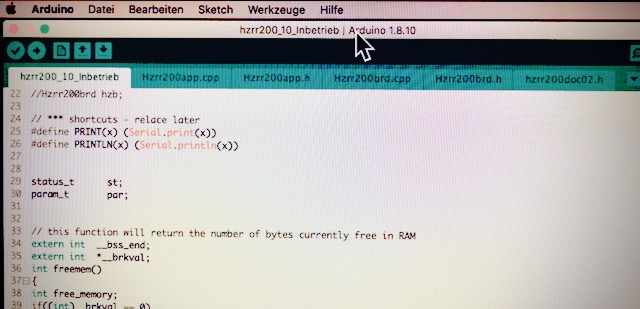 Arduino Datei Bearbeiten Sketch Werkzeuge Hilfe
hzrr200_10_Inbetrieb | Arduino 1.8.10
hzrr200_10_Inbetrieb Hzrr200app.cpp Hzrr200app.h Hzrr200brd.cpp Hzrr200brd.h hzrr200doc02.h
22 //Hzrr200brd hzb;
23
24 // *** shortcuts - relace later
25 #define PRINT(x) (Serial.print(x))
26 #define PRINTLN(x) (Serial.println(x))
27
28
29 status_t st;
30 param_t par;
31
32
33 // this function will return the number of bytes currently free in RAM
34 extern int __bss_end;
35 extern int *__brkval;
36 int freemem()
37 {
38 int free_memory;
39 if((int)__brkval == 0)